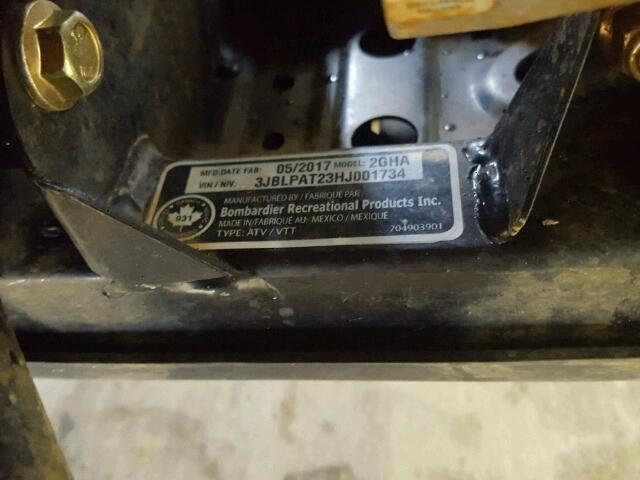 MFD:DATE FAB: 05/2017 MODEL: 2GHA
VIN / NIV: 3JBLPAT23HJ001734
931
MANUFACTURED BY / FABRIQUÉ PAR:
Bombardier Recreational Products Inc.
MADE IN/FABRIQUÉ AU: MEXICO / MEXIQUE
TYPE: ATV / VTT
704903901